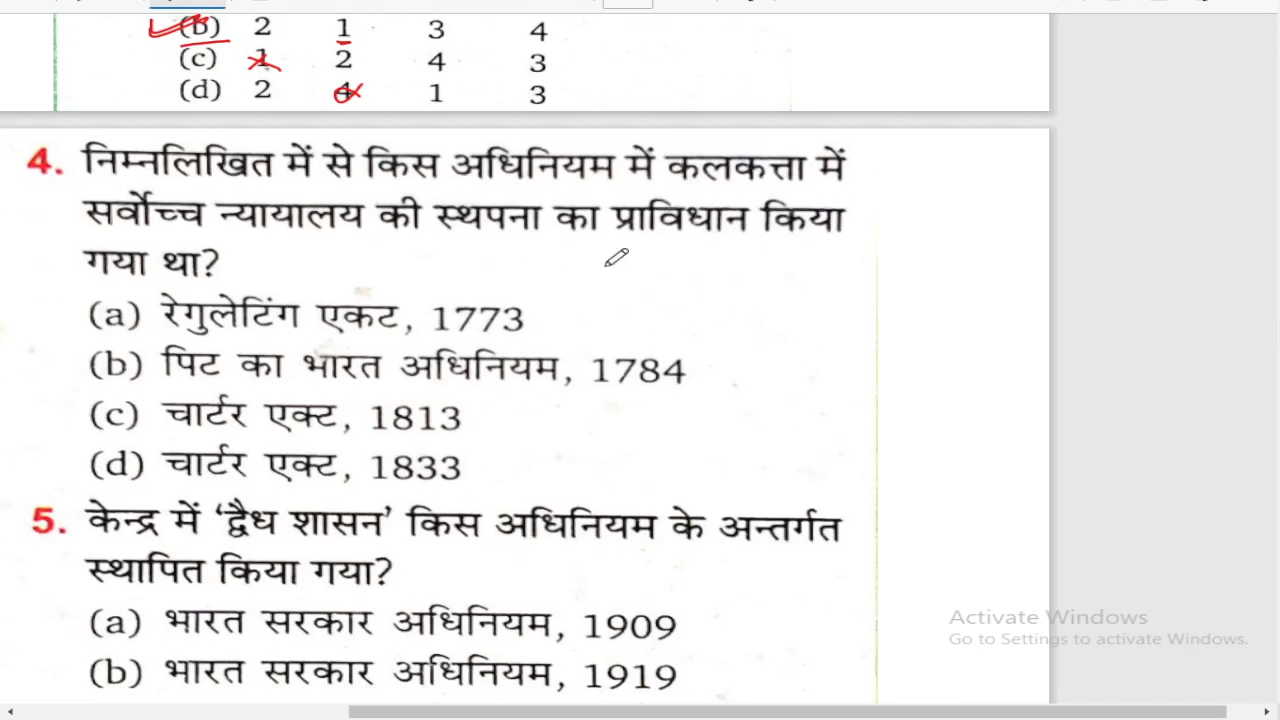 (b) 2 1 3 4
(c) 1 2 4 3
(d) 2 4 1 3
4. निम्नलिखित में से किस अधिनियम में कलकत्ता में
सर्वोच्च न्यायालय की स्थपना का प्राविधान किया
गया था?
(a) रेगुलेटिंग एकट, 1773
(b) पिट का भारत अधिनियम, 1784
(c) चार्टर एक्ट, 1813
(d) चार्टर एक्ट, 1833
5. केन्द्र में ‘द्वैध शासन’ किस अधिनियम के अन्तर्गत
स्थापित किया गया?
(a) भारत सरकार अधिनियम, 1909
(b) भारत सरकार अधिनियम, 1919
Activate Windows
Go to Settings to activate Windows.